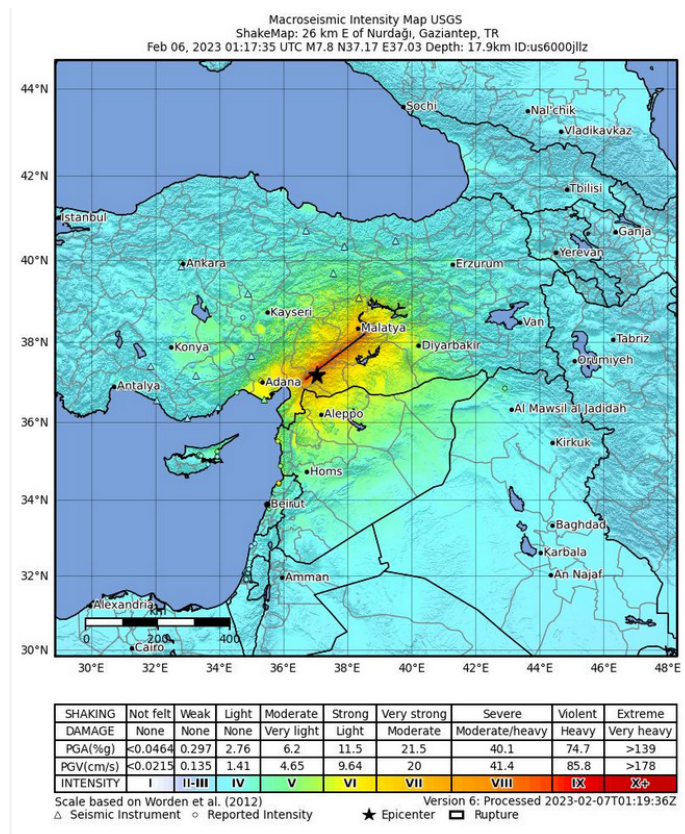 Macroseismic Intensity Map USGS
ShakeMap: 26 km E of Nurdağı, Gaziantep, TR
Feb 06, 2023 01:17:35 UTC M7.8 N37.17 E37.03 Depth: 17.9km ID:us6000jllz
44°N
Sochi
Nal'chik
Vladikavkaz
42°N
Tbilisi
Istanbul
Ganja
Yerevan
40°N
Ankara
Erzurum
Kayseri
Malatya
Van
38°N
Konya
Diyarbakir
Tabriz
Orumiyeh
Adana
Antalya
36°N
Aleppo
Al Mawsil al Jadidah
Kirkuk
Homs
34°N
Beirut
Baghdad
Karbala
32°N
Amman
An Najaf
Alexandria
km
0 200 400
30°N
Cairo
30°E 32°E 34°E 36°E 38°E 40°E 42°E 44°E 46°E 48°E
SHAKING Not felt Weak Light Moderate Strong Very strong Severe Violent Extreme
DAMAGE None None None Very light Light Moderate Moderate/heavy Heavy Very heavy
PGA(%g) <0.0464 0.297 2.76 6.2 11.5 21.5 40.1 74.7 >139
PGV(cm/s) <0.0215 0.135 1.41 4.65 9.64 20 41.4 85.8 >178
INTENSITY I II-III IV V VI VII VIII IX X+
Scale based on Worden et al. (2012) Version 6: Processed 2023-02-07T01:19:36Z
△ Seismic Instrument ○ Reported Intensity ★ Epicenter Rupture